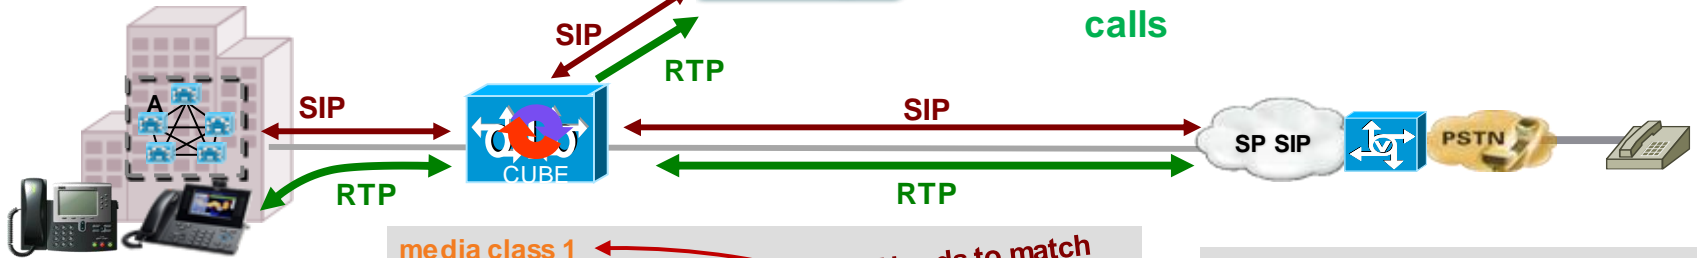 calls
SIP
RTP
A
SIP
SIP
CUBE
SP SIP
V
PSTN
RTP
RTP
media class 1
to match